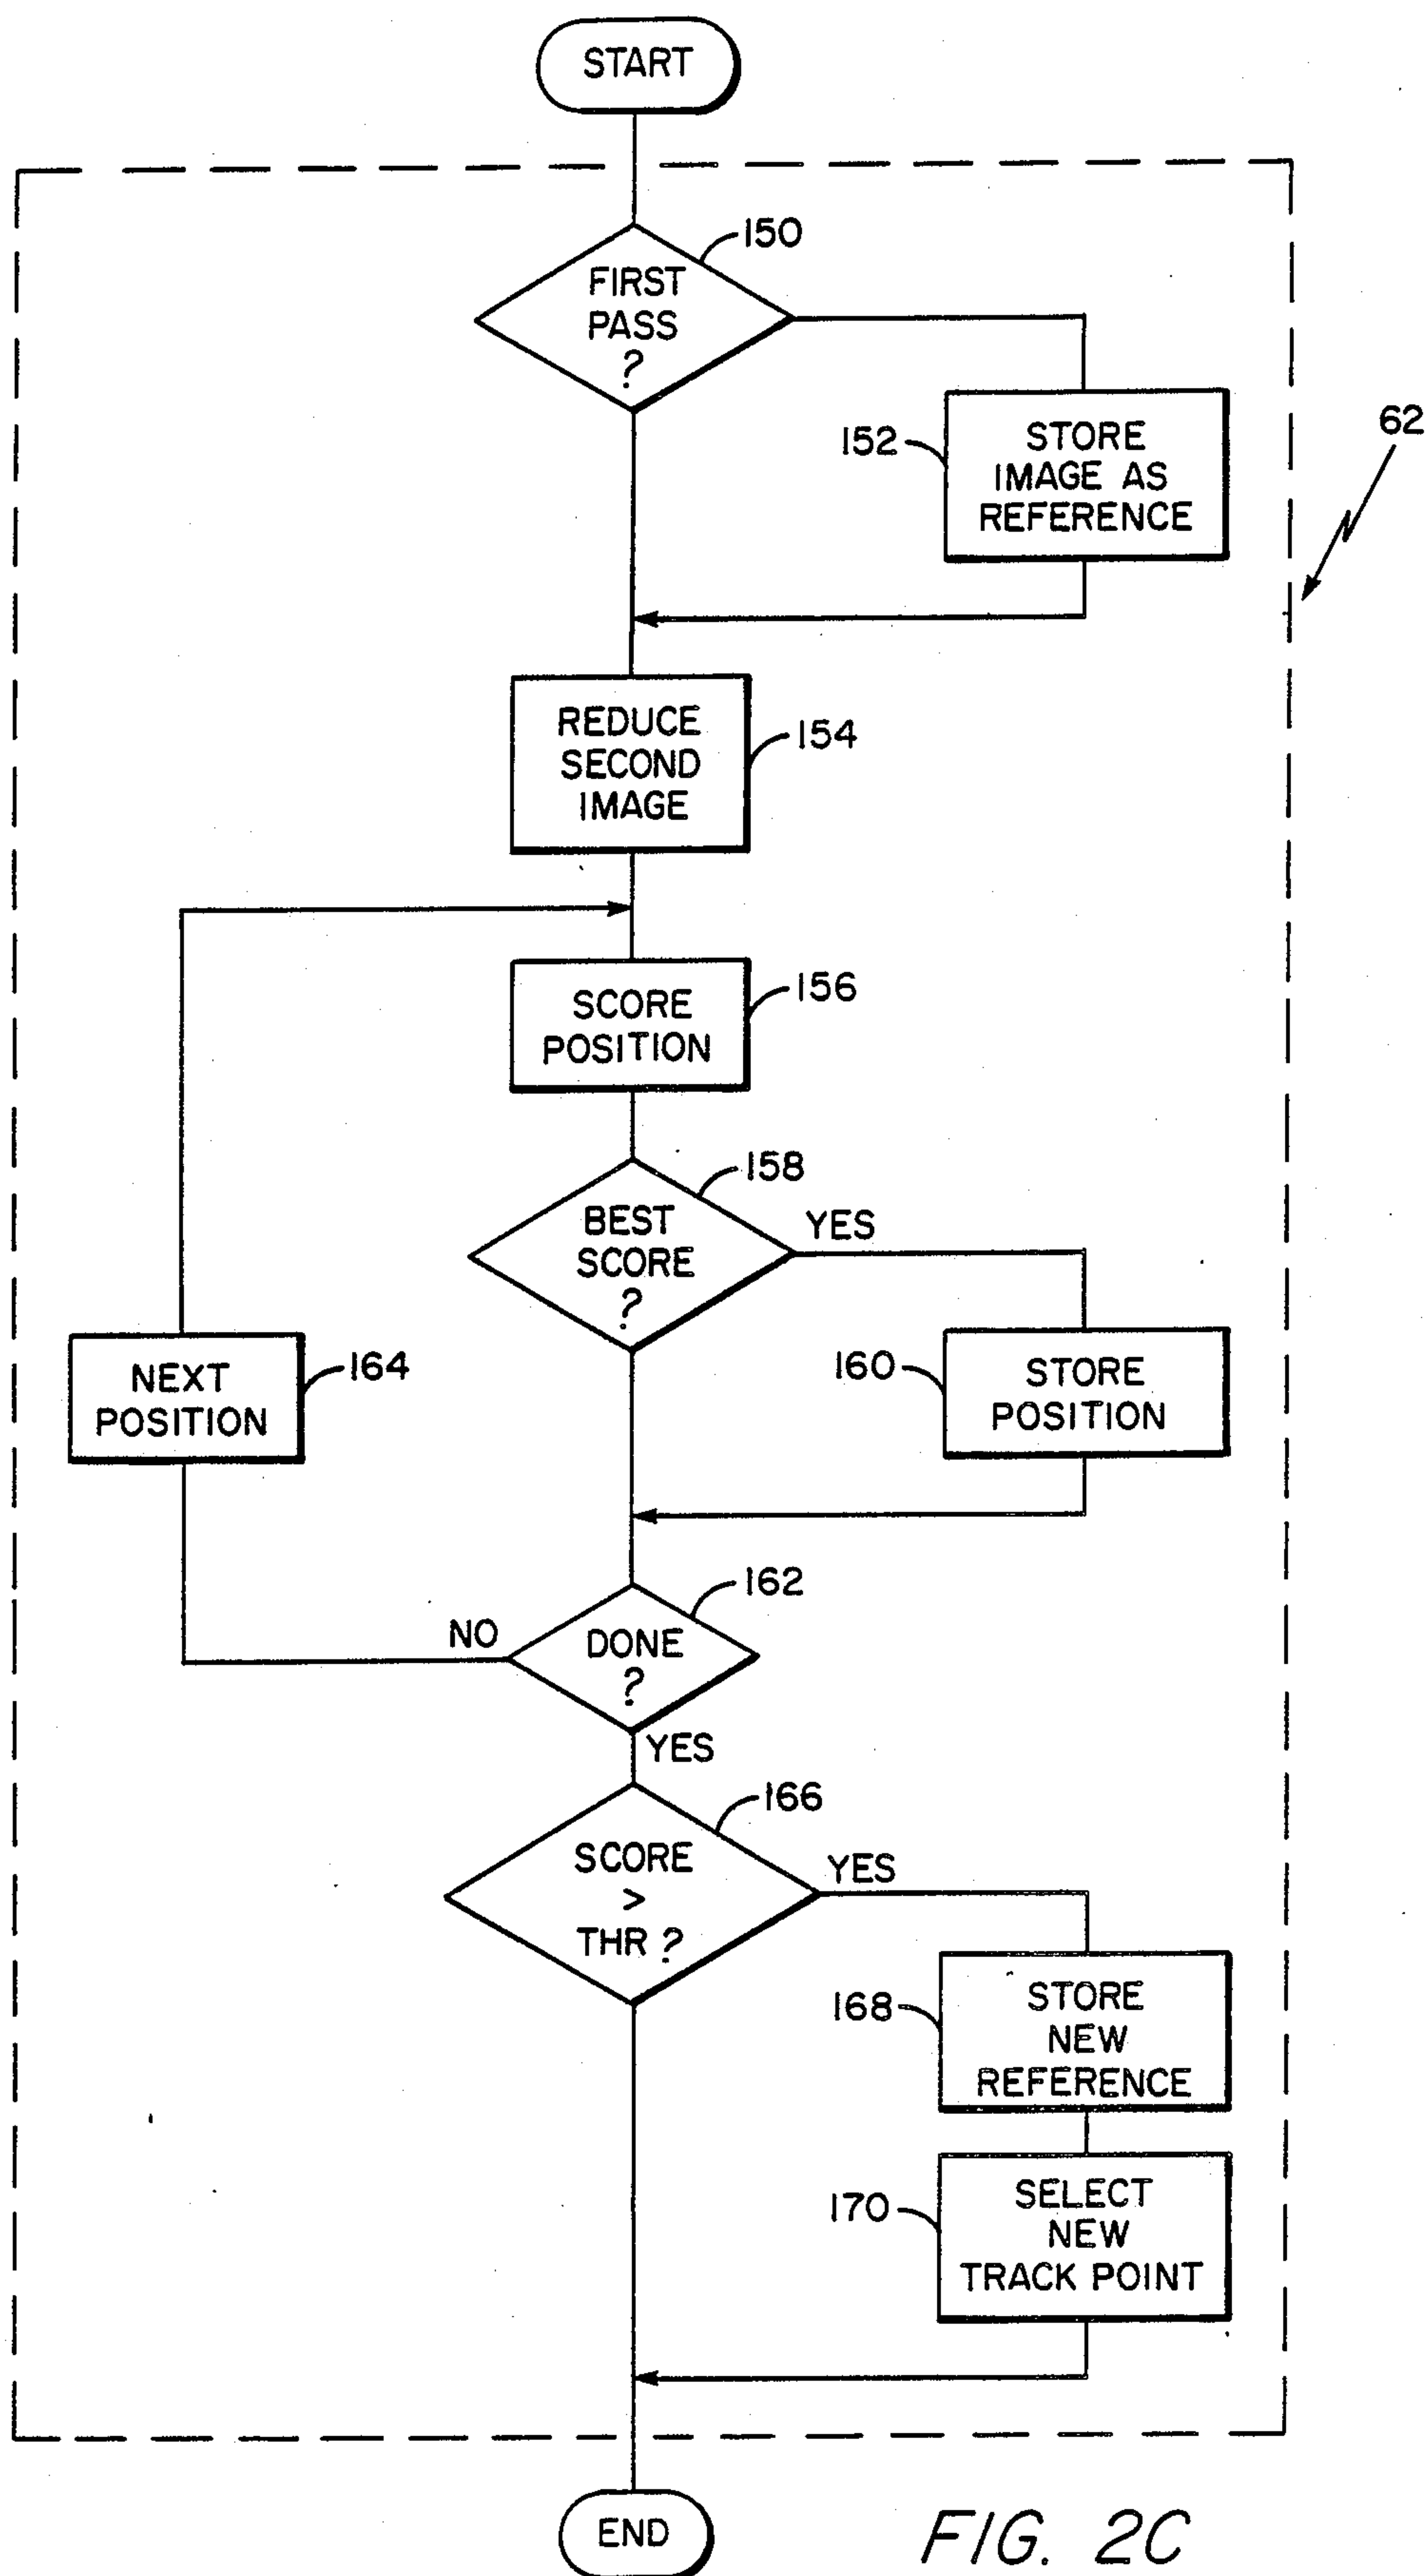 START
150
FIRST
PASS
?
62
152
STORE
IMAGE AS
REFERENCE
REDUCE
SECOND
IMAGE
154
SCORE
POSITION
156
158
BEST
SCORE
?
YES
NEXT
POSITION
164
160
STORE
POSITION
162
NO
DONE
?
YES
166
SCORE
>
THR ?
YES
168
STORE
NEW
REFERENCE
170
SELECT
NEW
TRACK POINT
END
FIG. 2C